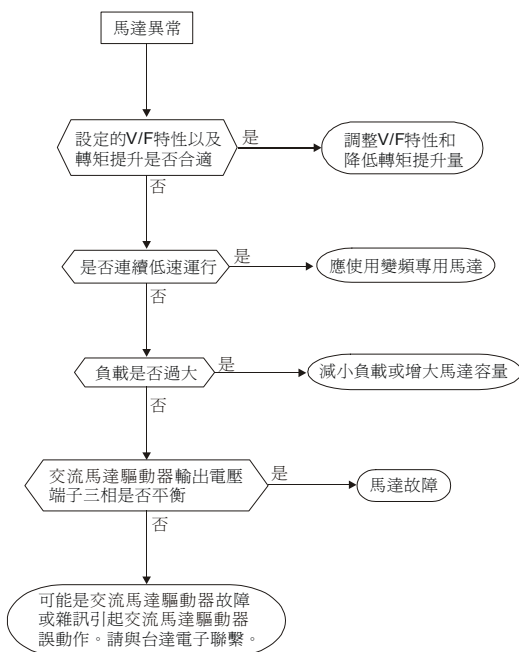 馬達異常
設定的V/F特性以及
轉矩提升是否合適
是
調整V/F特性和
降低轉矩提升量
否
是否連續低速運行
是
應使用變頻專用馬達
否
負載是否過大
是
減小負載或增大馬達容量
否
交流馬達驅動器輸出電壓
端子三相是否平衡
是
馬達故障
否
可能是交流馬達驅動器故障
或雜訊引起交流馬達驅動器
誤動作。請與台達電子聯繫。